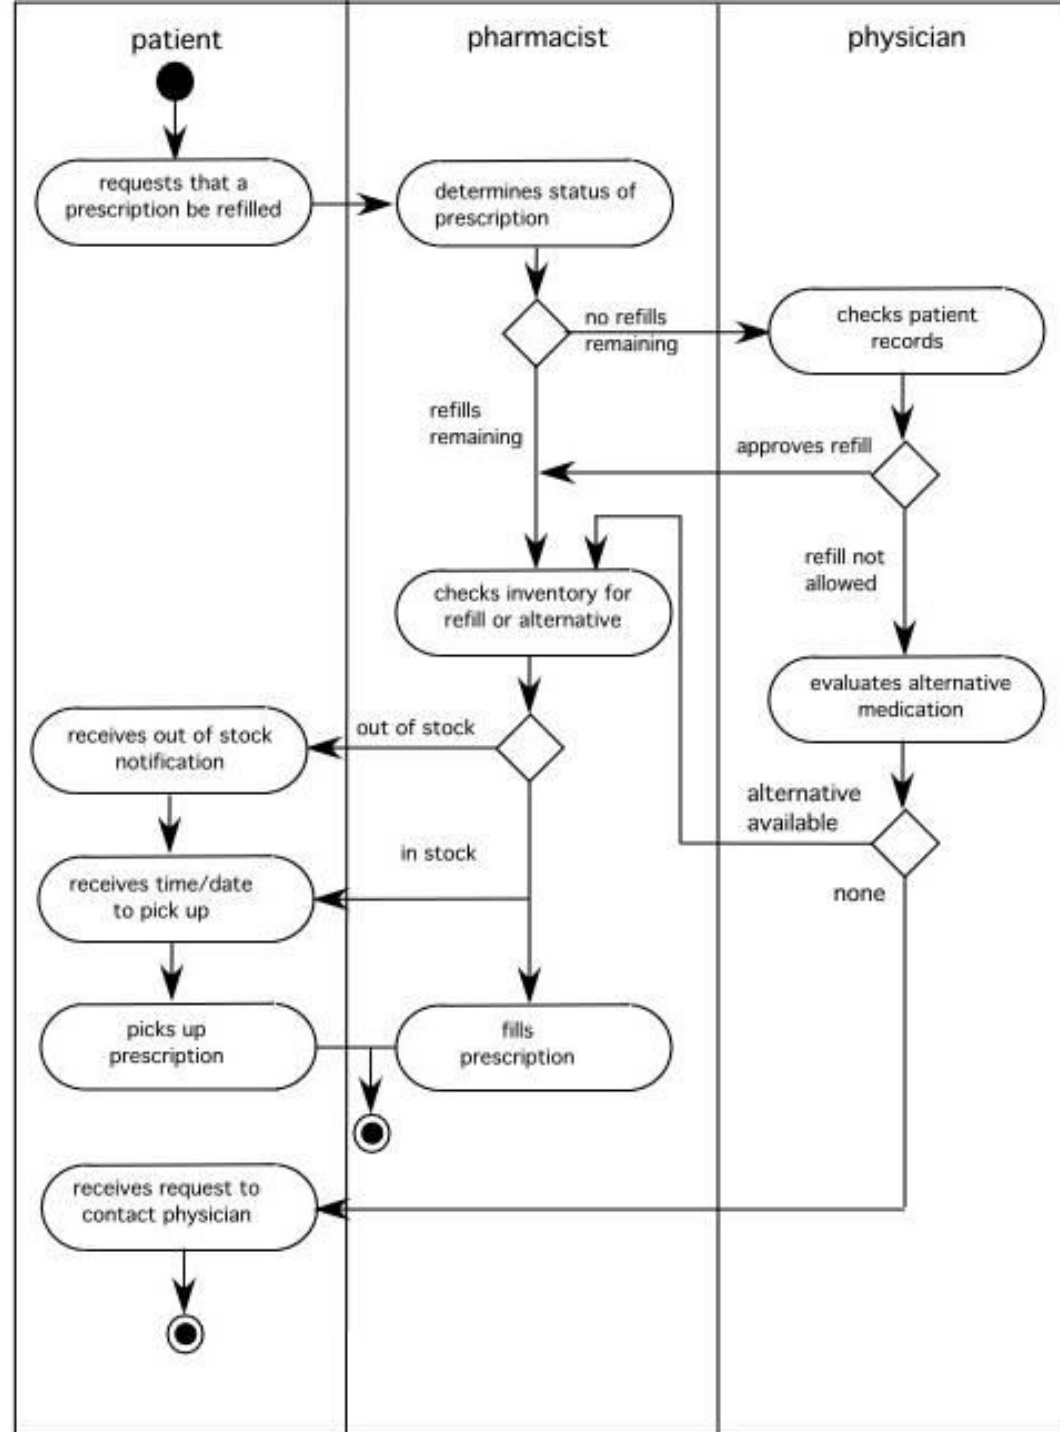 patient
pharmacist
physician
requests that a
prescription be refilled
determines status of
prescription
no refills
remaining
checks patient
records
refills
remaining
approves refill
refill not
allowed
checks inventory for
refill or alternative
evaluates alternative
medication
receives out of stock
notification
out of stock
alternative
available
in stock
receives time/date
to pick up
none
picks up
prescription
fills
prescription
receives request to
contact physician